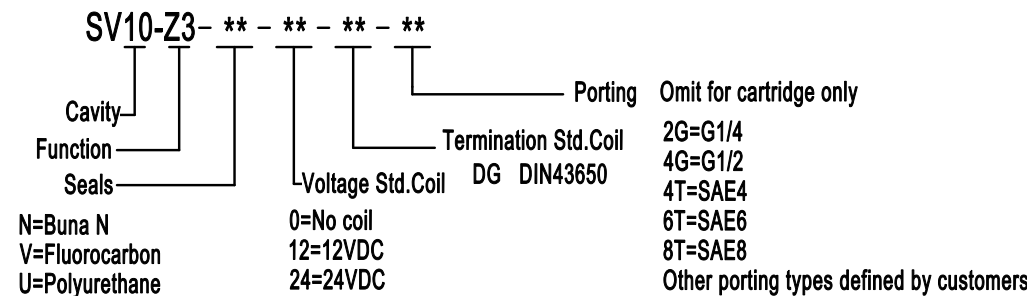 SV10-Z3- ** - ** - ** - **
Porting Omit for cartridge only
2G=G1/4
4G=G1/2
4T=SAE4
6T=SAE6
8T=SAE8
Other porting types defined by customers
Cavity
Function
Seals
N=Buna N
V=Fluorocarbon
U=Polyurethane
Voltage Std.Coil
0=No coil
12=12VDC
24=24VDC
Termination Std.Coil
DG DIN43650